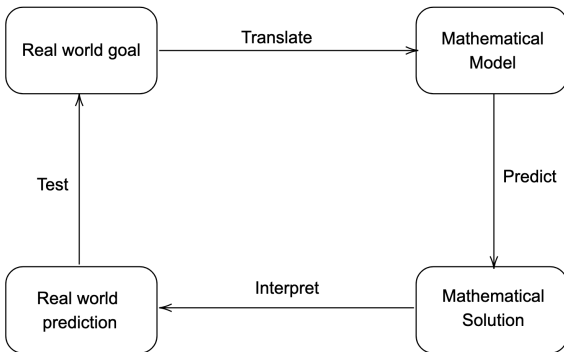 Real world goal
Translate
Mathematical
Model
Test
Predict
Real world
prediction
Interpret
Mathematical
Solution